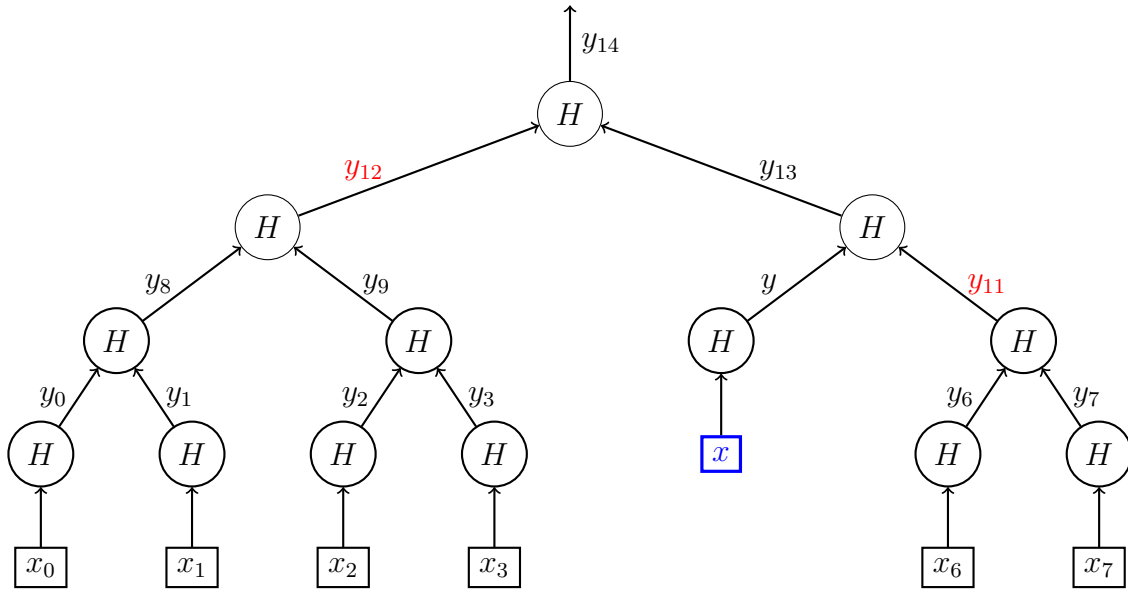 y₁₄
H
y₁₂ y₁₃
H H
y₈ y₉ y y₁₁
H H H H
y₀ y₁ y₂ y₃ y₆ y₇
H H H H x H H
x₀ x₁ x₂ x₃ x₆ x₇